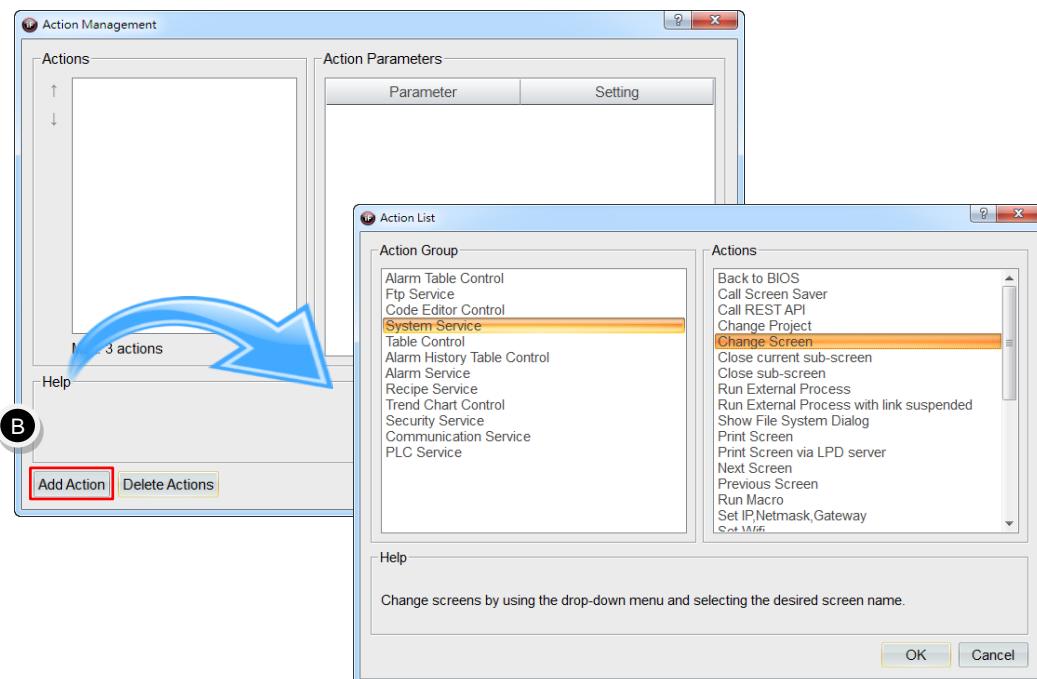 Action Management
Actions
Action Parameters
Parameter Setting
3 actions
Help
B
Add Action Delete Actions
Action List
Action Group
Alarm Table Control
Ftp Service
Code Editor Control
System Service
Table Control
Alarm History Table Control
Alarm Service
Recipe Service
Trend Chart Control
Security Service
Communication Service
PLC Service
Actions
Back to BIOS
Call Screen Saver
Call REST API
Change Project
Change Screen
Close current sub-screen
Close sub-screen
Run External Process
Run External Process with link suspended
Show File System Dialog
Print Screen
Print Screen via LPD server
Next Screen
Previous Screen
Run Macro
Set IP,Netmask,Gateway
Set Wifi
Help
Change screens by using the drop-down menu and selecting the desired screen name.
OK Cancel